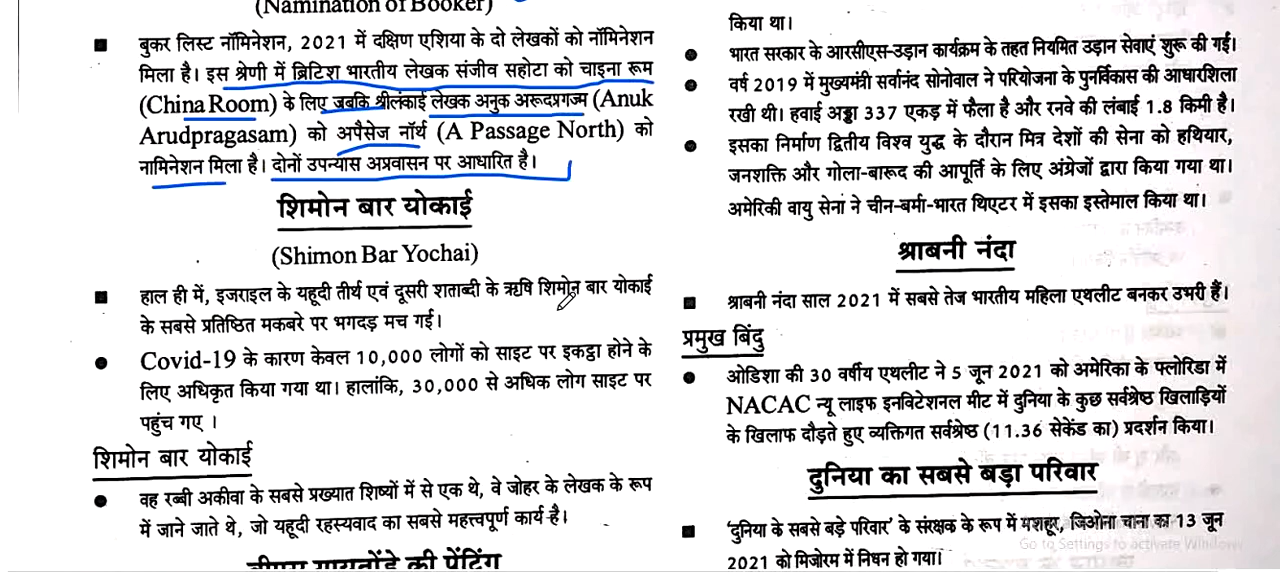 (Namination of Booker)
■ बुकर लिस्ट नॉमिनेशन, 2021 में दक्षिण एशिया के दो लेखकों को नॉमिनेशन
मिला है। इस श्रेणी में ब्रिटिश भारतीय लेखक संजीव सहोटा को चाइना रूम
(China Room) के लिए जबकि श्रीलंकाई लेखक अनुक अरूदप्रगज्म (Anuk
Arudpragasam) को अपैसेज नॉर्थ (A Passage North) को
नामिनेशन मिला है। दोनों उपन्यास अप्रवासन पर आधारित है।
शिमोन बार योकाई
(Shimon Bar Yochai)
■ हाल ही में, इजराइल के यहूदी तीर्थ एवं दूसरी शताब्दी के ऋषि शिमोन बार योकाई
के सबसे प्रतिष्ठित मकबरे पर भगदड़ मच गई।
● Covid-19 के कारण केवल 10,000 लोगों को साइट पर इकट्ठा होने के
लिए अधिकृत किया गया था। हालांकि, 30,000 से अधिक लोग साइट पर
पहुंच गए ।
शिमोन बार योकाई
● वह रब्बी अकीवा के सबसे प्रख्यात शिष्यों में से एक थे, वे जोहर के लेखक के रूप
में जाने जाते थे, जो यहूदी रहस्यवाद का सबसे महत्त्वपूर्ण कार्य है।
की पेंटिंग
किया था।
● भारत सरकार के आरसीएस-उड़ान कार्यक्रम के तहत नियमित उड़ान सेवाएं शुरू की गई।
● वर्ष 2019 में मुख्यमंत्री सर्वानंद सोनोवाल ने परियोजना के पुनर्विकास की आधारशिला
रखी थी। हवाई अड्डा 337 एकड़ में फैला है और रनवे की लंबाई 1.8 किमी है।
● इसका निर्माण द्वितीय विश्व युद्ध के दौरान मित्र देशों की सेना को हथियार,
जनशक्ति और गोला-बारूद की आपूर्ति के लिए अंग्रेजों द्वारा किया गया था।
अमेरिकी वायु सेना ने चीन-बर्मा-भारत थिएटर में इसका इस्तेमाल किया था।
श्राबनी नंदा
■ श्राबनी नंदा साल 2021 में सबसे तेज भारतीय महिला एथलीट बनकर उभरी हैं।
प्रमुख बिंदु
● ओडिशा की 30 वर्षीय एथलीट ने 5 जून 2021 को अमेरिका के फ्लोरिडा में
NACAC न्यू लाइफ इनविटेशनल मीट में दुनिया के कुछ सर्वश्रेष्ठ खिलाड़ियों
के खिलाफ दौड़ते हुए व्यक्तिगत सर्वश्रेष्ठ (11.36 सेकेंड का) प्रदर्शन किया।
दुनिया का सबसे बड़ा परिवार
■ 'दुनिया के सबसे बड़े परिवार' के संरक्षक के रूप में मशहूर, जिओना चाना का 13 जून
Go to Settings to activate Windows
2021 को मिजोरम में निधन हो गया।